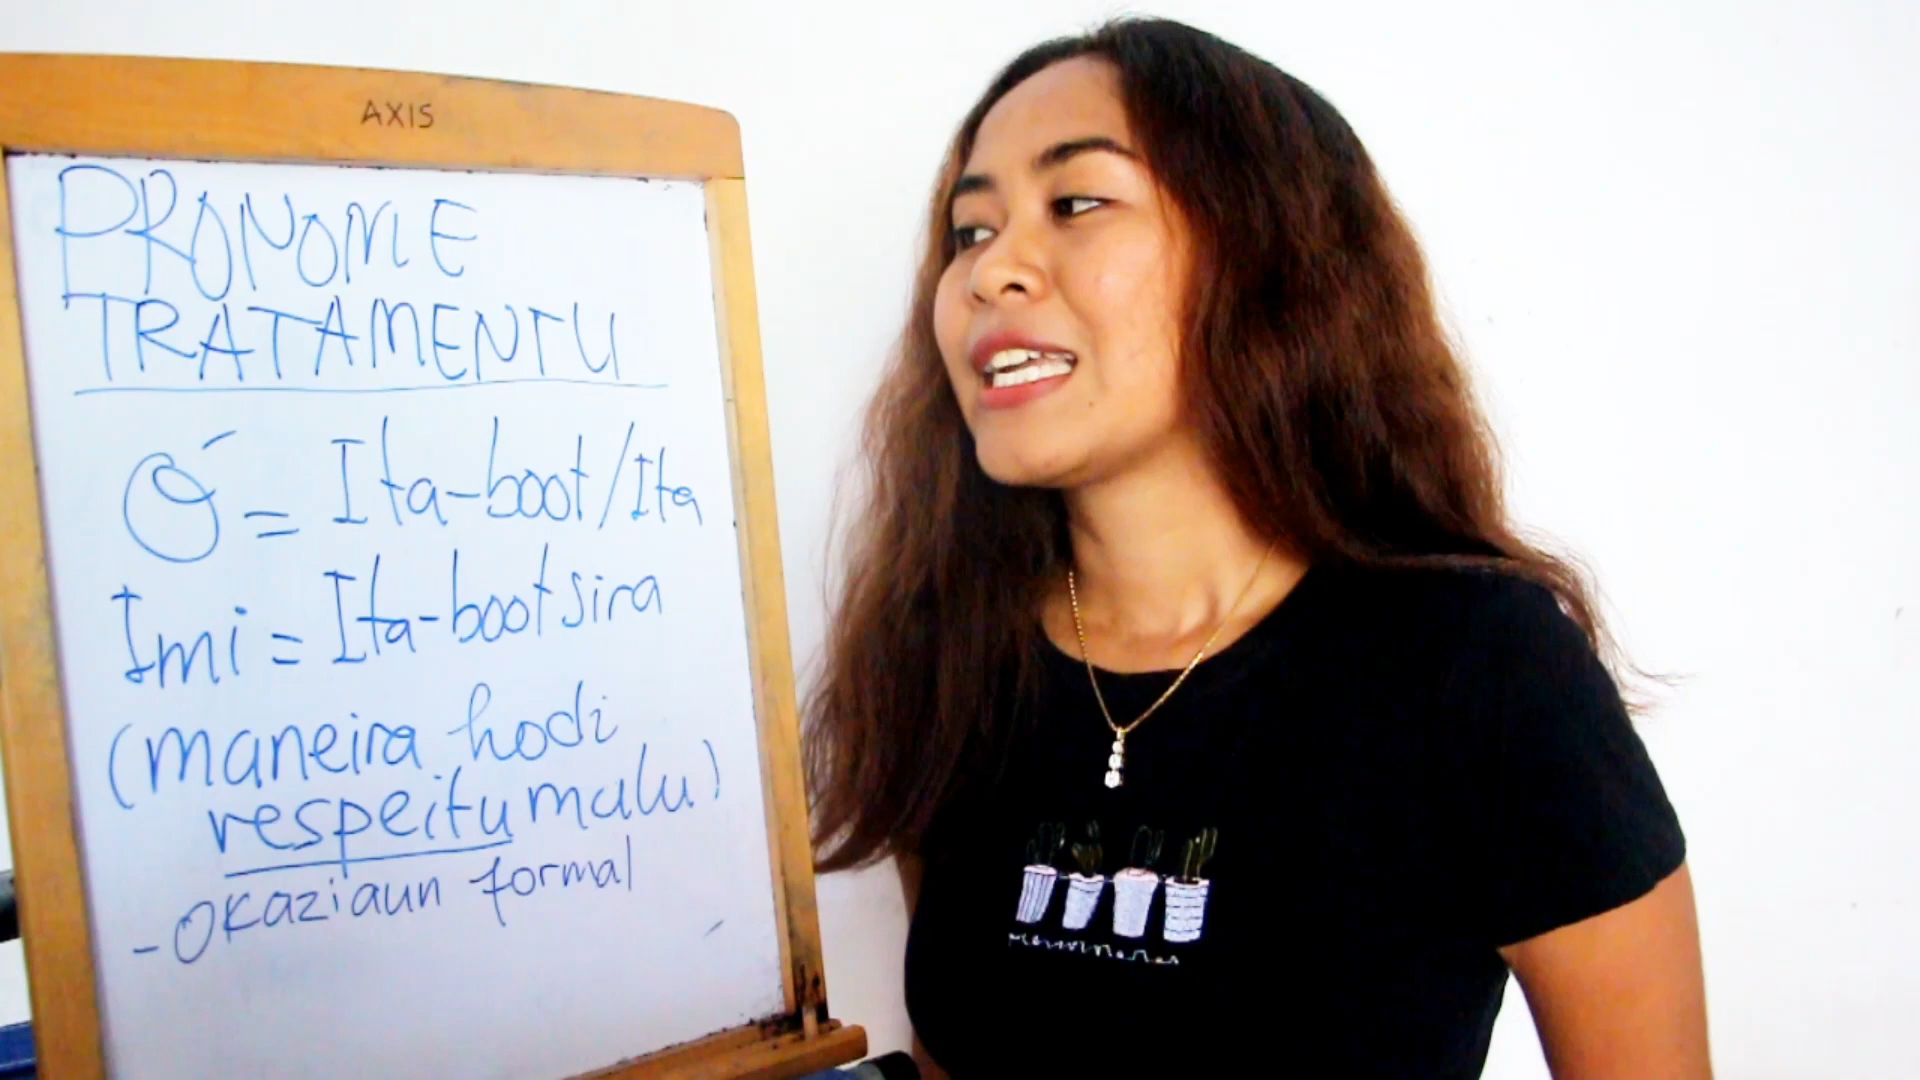 AXIS
PRONOME
TRATAMENTU
Ó = Ita-boot/Ita
Imi = Ita-boot sira
(maneira hodi
respeitu malu)
- Okaziaun formal